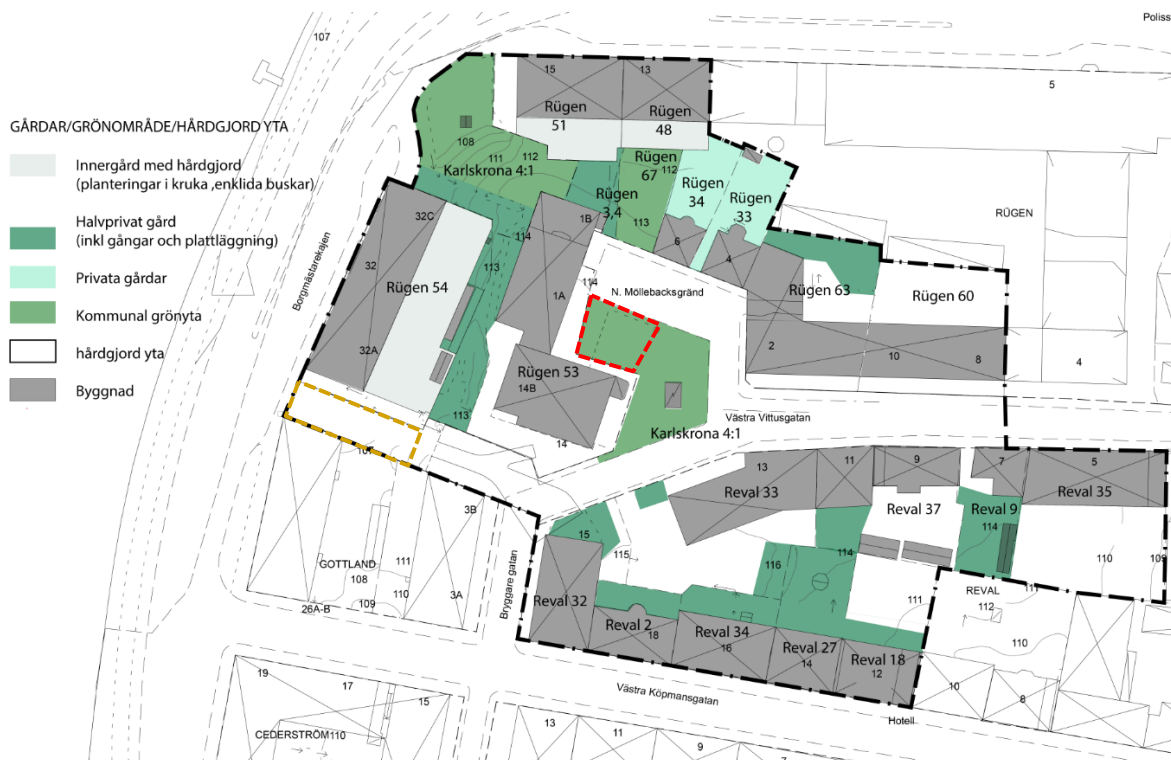 Poliss
107
5
15
13
GÅRDAR/GRÖNOMRÅDE/HÅRDGJORD YTA
Innergård med hårdgjord
(planteringar i kruka ,enklida buskar)
Halvprivat gård
(inkl gångar och plattläggning)
Privata gårdar
Kommunal grönyta
hårdgjord yta
Byggnad
Rügen
51
Rügen
48
108
111
112
Karlskrona 4:1
Rügen
67
112
113
Rügen
3,4
Rügen
34
Rügen
33
RÜGEN
32C
32
32A
Rügen 54
Borgmästarekajen
1B
114
113
1A
114
6
4
N. Möllebacksgränd
Rügen 63
Rügen 60
2
10
8
4
Rügen 53
14B
14
113
Karlskrona 4:1
Västra Vittusgatan
107
3B
GOTTLAND
108
111
109
110
3A
26A-B
Bryggare gatan
13
11
9
7
5
Reval 33
Reval 37
Reval 9
114
Reval 35
15
115
114
116
110
109
Reval 32
Reval 2
18
Reval 34
16
Reval 27
14
Reval 18
12
111
REVAL
112
111
110
10
8
Västra Köpmansgatan
Hotell
19
17
15
CEDERSTRÖM
110
13
11
9
7